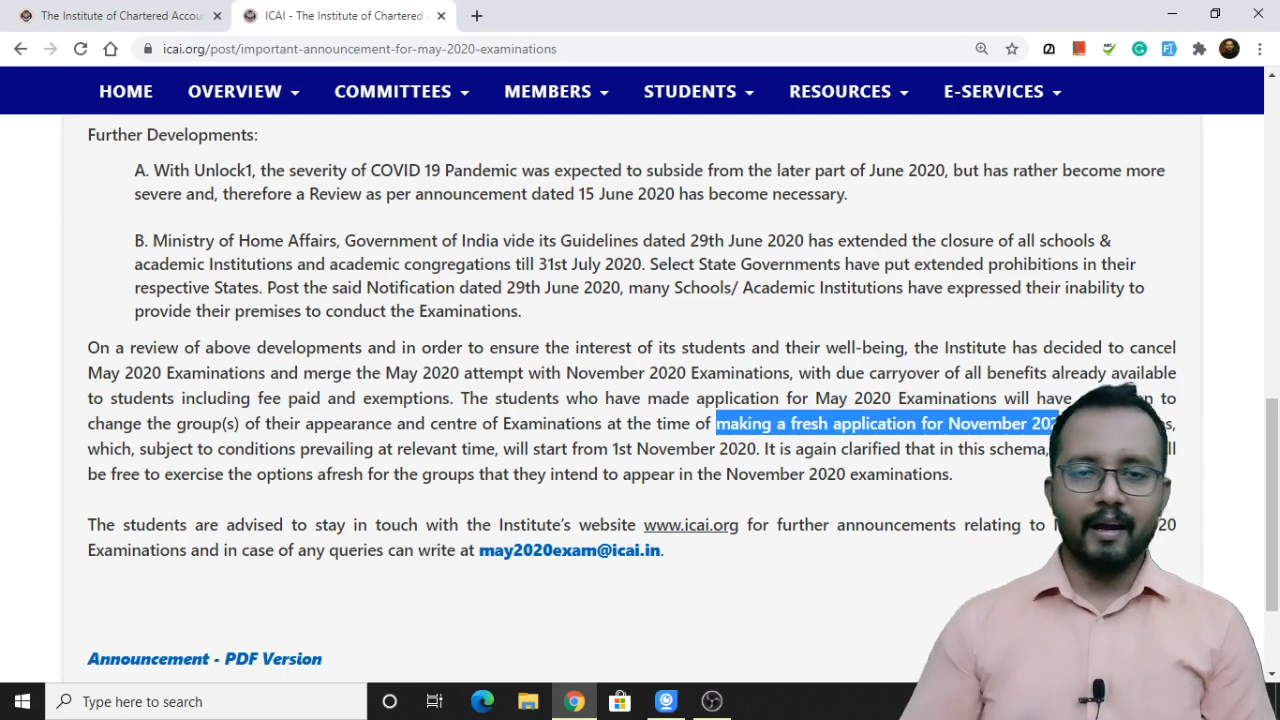 The Institute of Chartered Accou
ICAI - The Institute of Chartered
icai.org/post/important-announcement-for-may-2020-examinations
HOME OVERVIEW COMMITTEES MEMBERS STUDENTS RESOURCES E-SERVICES
Further Developments:
A. With Unlock1, the severity of COVID 19 Pandemic was expected to subside from the later part of June 2020, but has rather become more
severe and, therefore a Review as per announcement dated 15 June 2020 has become necessary.
B. Ministry of Home Affairs, Government of India vide its Guidelines dated 29th June 2020 has extended the closure of all schools &
academic Institutions and academic congregations till 31st July 2020. Select State Governments have put extended prohibitions in their
respective States. Post the said Notification dated 29th June 2020, many Schools/ Academic Institutions have expressed their inability to
provide their premises to conduct the Examinations.
On a review of above developments and in order to ensure the interest of its students and their well-being, the Institute has decided to cancel
May 2020 Examinations and merge the May 2020 attempt with November 2020 Examinations, with due carryover of all benefits already available
to students including fee paid and exemptions. The students who have made application for May 2020 Examinations will have to
change the group(s) of their appearance and centre of Examinations at the time of making a fresh application for November
which, subject to conditions prevailing at relevant time, will start from 1st November 2020. It is again clarified that in this schema,
be free to exercise the options afresh for the groups that they intend to appear in the November 2020 examinations.
The students are advised to stay in touch with the Institute's website www.icai.org for further announcements relating to
Examinations and in case of any queries can write at may2020exam@icai.in.
Announcement - PDF Version
Type here to search